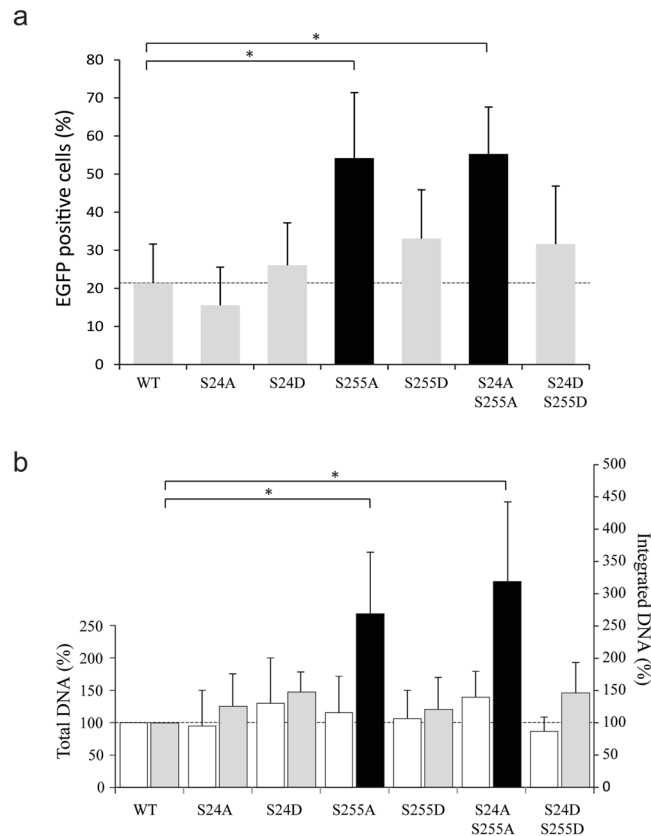 a
* 
*
80
70
60
50
40
30
20
10
0
EGFP positive cells (%)
WT S24A S24D S255A S255D S24A S24D
S255A S255D
b
*
*
500
450
400
350
300
250 250
200 200
150 150
100 100
50 50
0 0
Total DNA (%)
Integrated DNA (%)
WT S24A S24D S255A S255D S24A S24D
S255A S255D